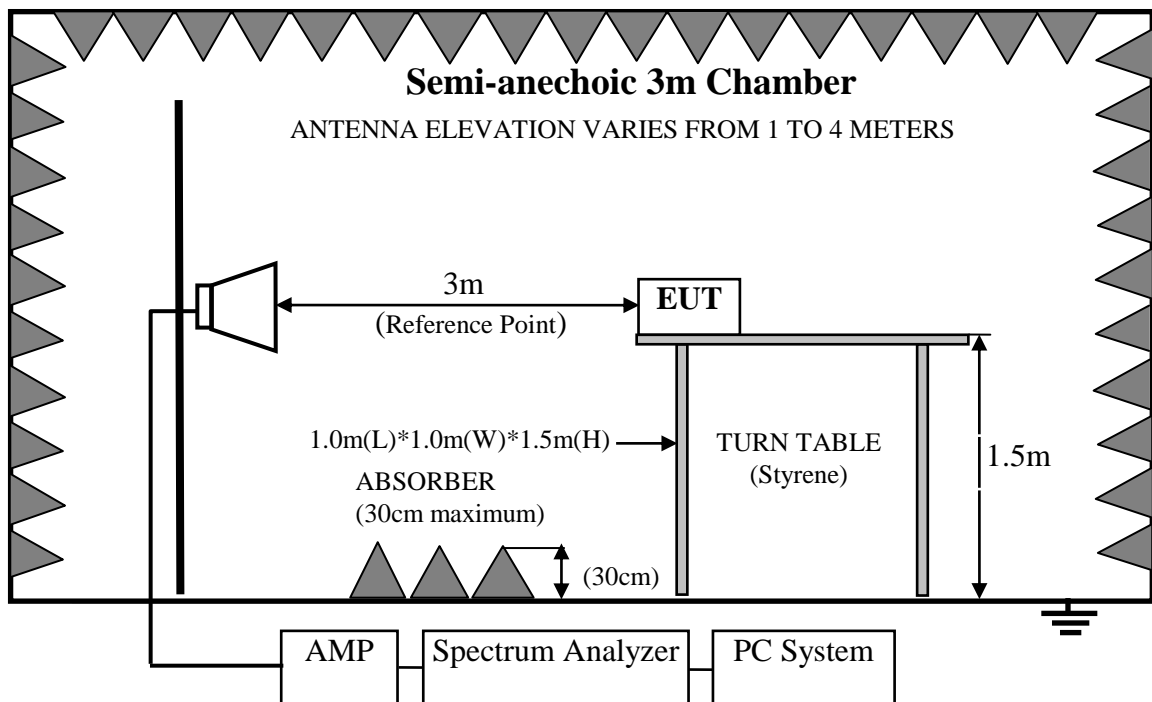 Semi-anechoic 3m Chamber
ANTENNA ELEVATION VARIES FROM 1 TO 4 METERS
3m
(Reference Point)
EUT
1.0m(L)*1.0m(W)*1.5m(H)
TURN TABLE
(Styrene)
1.5m
ABSORBER
(30cm maximum)
(30cm)
AMP
Spectrum Analyzer
PC System